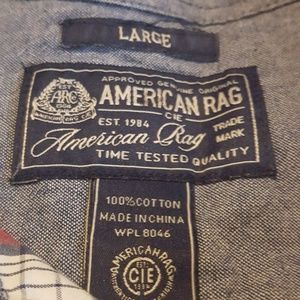 LARGE
APPROVED GENUINE ORIGINAL
AMERICAN RAG
CIE
EST. 1984
TRADE
MARK
American Rag
TIME TESTED QUALITY
100% COTTON
MADE IN CHINA
WPL 8046
AMERICAN RAG
EST.
CIE